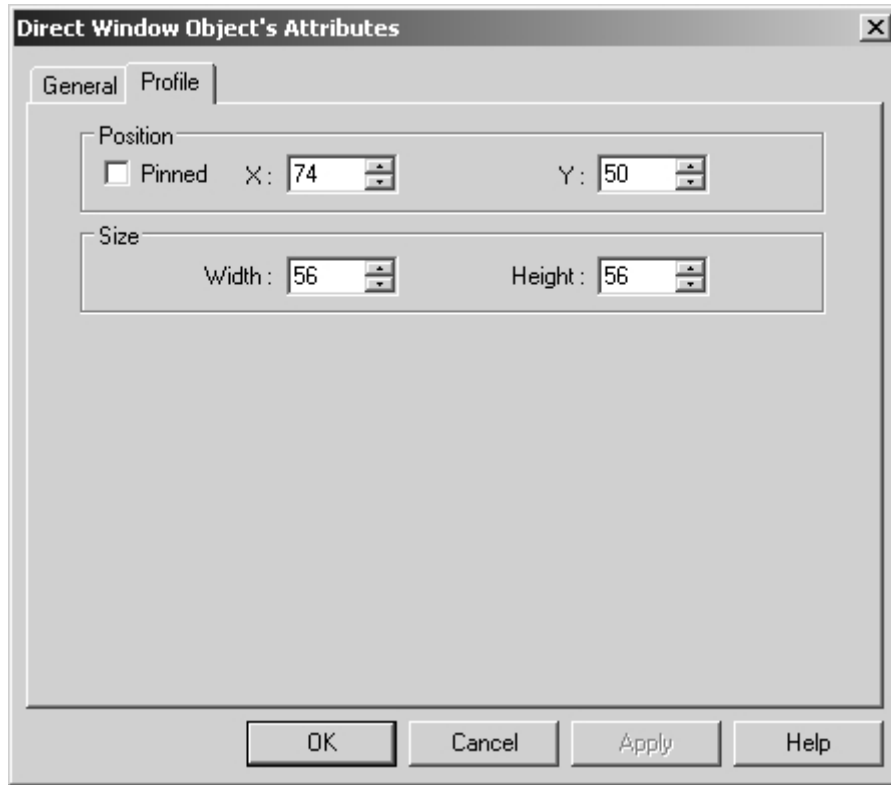 Direct Window Object's Attributes
General Profile
Position
Pinned X : 74 Y : 50
Size
Width : 56 Height : 56
OK Cancel Apply Help